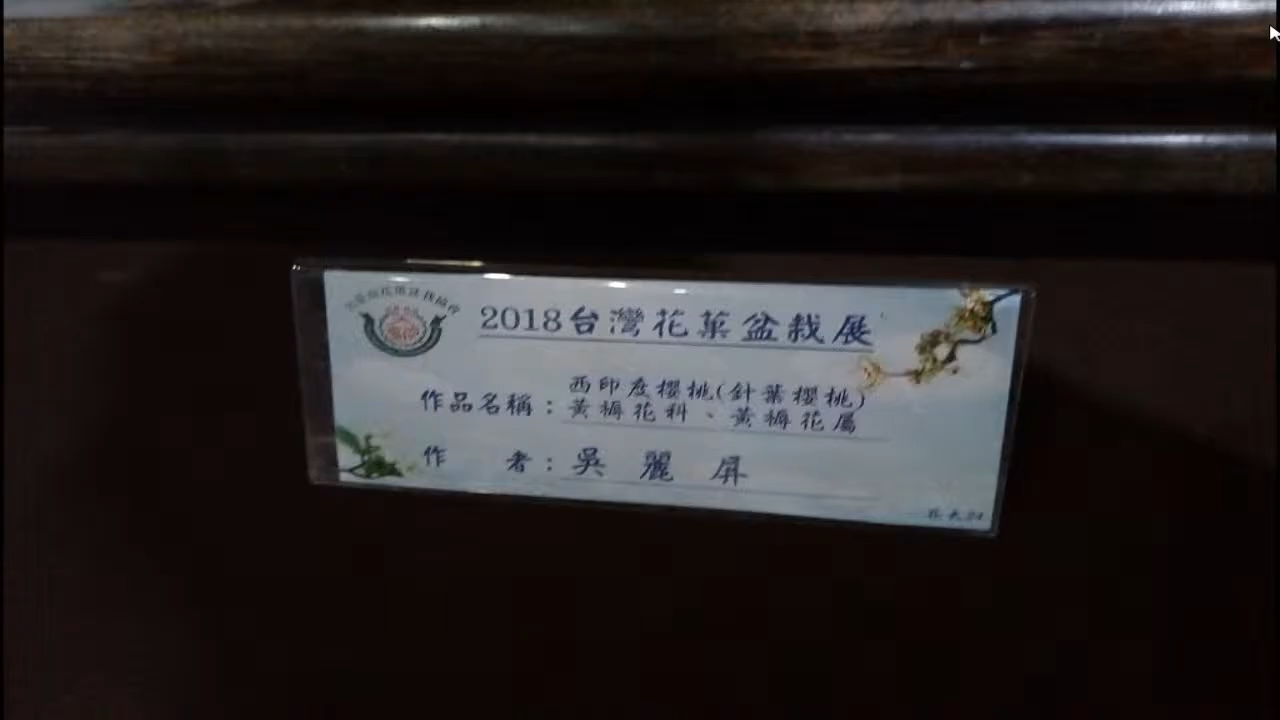 2018台灣花菓盆栽展
作品名稱：西印度櫻桃(針葉櫻桃)
黃褥花科、黃褥花屬
作者：吳麗屏